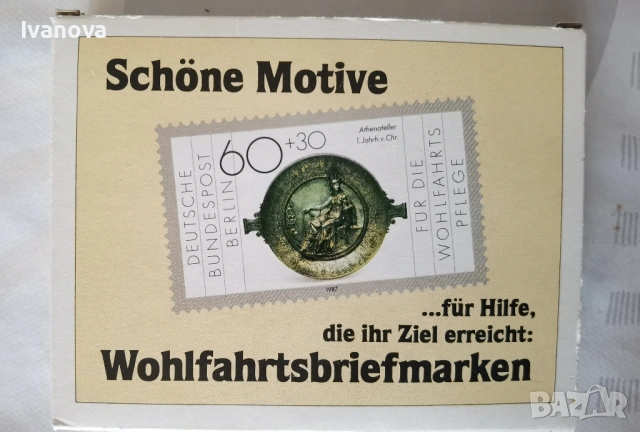 Ivanova
Schöne Motive
DEUTSCHE
BUNDESPOST
BERLIN
60+30
Athenateller
1. Jahrh. v. Chr.
FÜR DIE
WOHLFAHRTS
PFLEGE
1987
...für Hilfe,
die ihr Ziel erreicht:
Wohlfahrtsbriefmarken
BAZAR